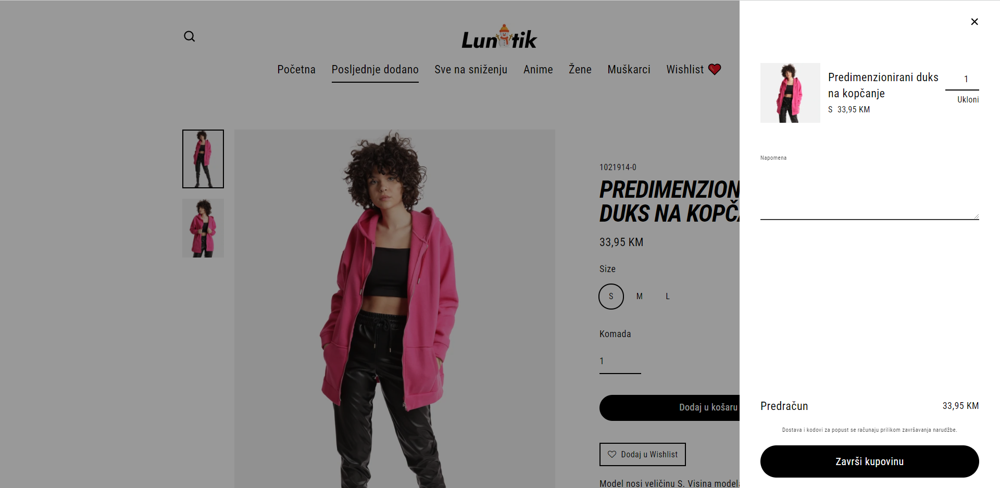 Lun tik
Početna Posljednje dodano Sve na sniženju Anime Žene Muškarci Wishlist
1021914-0
PREDIMENZION
DUKS NA KOPČ
33,95 KM
Size
S M L
Komada
1
Dodaj u košaru
Dodaj u Wishlist
Model nosi veličinu S. Visina modela
Predimenzionirani duks
na kopčanje
S 33,95 KM
1
Ukloni
Napomena
Predračun 33,95 KM
Dostava i kodovi za popust se računaju prilikom završavanja narudžbe.
Završi kupovinu